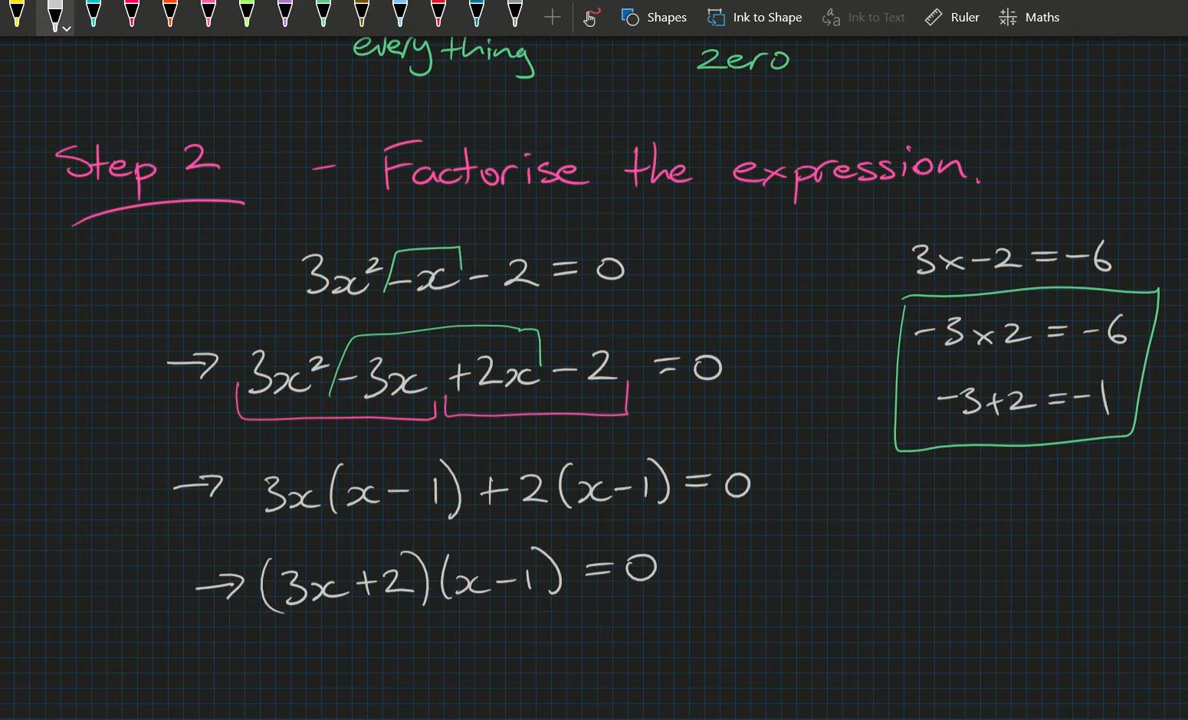 Shapes Ink to Shape Ink to Text Ruler Maths
everything zero
Step 2 - Factorise the expression.
3x² - x - 2 = 0
→ 3x² - 3x + 2x - 2 = 0
→ 3x(x - 1) + 2(x - 1) = 0
→ (3x + 2)(x - 1) = 0
3 × -2 = -6
-3 × 2 = -6
-3 + 2 = -1